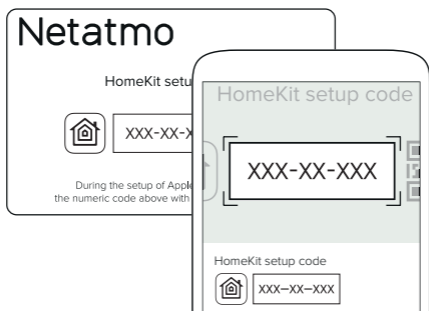 Netatmo
HomeKit setu
XXX-XX-X
During the setup of Appl
the numeric code above with
HomeKit setup code
XXX-XX-XXX
HomeKit setup code
XXX–XX–XXX